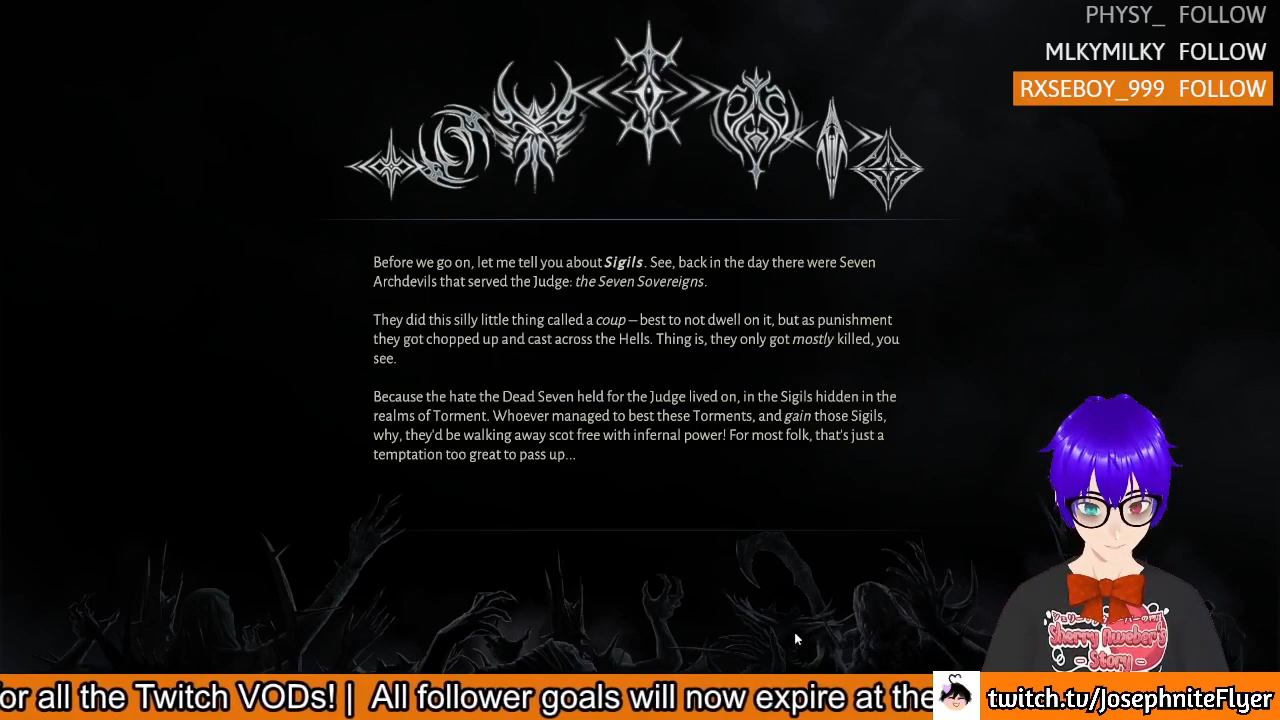 PHYSY_ FOLLOW
MLKYMILKY FOLLOW
RXSEBOY_999 FOLLOW
Before we go on, let me tell you about Sigils. See, back in the day there were Seven
Archdevils that served the Judge: the Seven Sovereigns.
They did this silly little thing called a coup – best to not dwell on it, but as punishment
they got chopped up and cast across the Hells. Thing is, they only got mostly killed, you
see.
Because the hate the Dead Seven held for the Judge lived on, in the Sigils hidden in the
realms of Torment. Whoever managed to best these Torments, and gain those Sigils,
why, they'd be walking away scot free with infernal power! For most folk, that's just a
temptation too great to pass up...
Sherry Aweber's
- Story -
or all the Twitch VODs! | All follower goals will now expire at the
twitch.tv/JosephniteFlyer